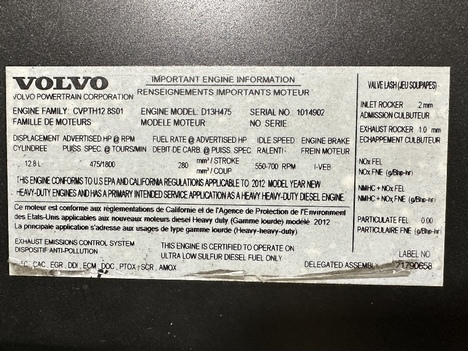 VOLVO
VOLVO POWERTRAIN CORPORATION
IMPORTANT ENGINE INFORMATION
RENSEIGNEMENTS IMPORTANTS MOTEUR
ENGINE FAMILY: CVPTH12 8S01 ENGINE MODEL: D13H475 SERIAL NO 1014902
FAMILLE DE MOTEURS MODELE MOTEUR: NO SERIE:
DISPLACEMENT ADVERTISED HP @ RPM FUEL RATE @ ADVERTISED HP IDLE SPEED ENGINE BRAKE
CYLINDREE PUISS. SPEC @ TOURS/MIN DEBIT DE CARB @ PUISS. SPEC RALENTI FREIN MOTEUR
12.8 L 475/1800 280 mm³ / STROKE 550-700 RPM I-VEB
mm³ / COUP
THIS ENGINE CONFORMS TO US EPA AND CALIFORNIA REGULATIONS APPLICABLE TO 2012 MODEL YEAR NEW
HEAVY-DUTY ENGINES AND HAS A PRIMARY INTENDED SERVICE APPLICATION AS A HEAVY HEAVY-DUTY DIESEL ENGINE.
Ce moteur est conforme aux réglementations de Californie et de l'Agence de Protection de l'Environnement
des Etats-Unis applicables aux nouveaux moteurs diesel Heavy duty (Gamme lourde) modèle 2012
La principale application s'adresse aux usages de type gamme lourde (Heavy-heavy-duty)
EXHAUST EMISSIONS CONTROL SYSTEM
DISPOSITIF ANTI-POLLUTION
THIS ENGINE IS CERTIFIED TO OPERATE ON
ULTRA LOW SULFUR DIESEL FUEL ONLY
TC, CAC, EGR, DDI, ECM, DOC, PTOX, SCR, AMOX
VALVE LASH (JEU SOUPAPES)
INLET ROCKER .2 mm
ADMISSION CULBUTEUR
EXHAUST ROCKER 1.0 mm
ECHAPPEMENT CULBUTEUR
NOx FEL
NOx FNE (g/Bhp-hr)
NMHC + NOx FEL
NMHC + NOx FNE (g/Bhp-hr)
PARTICULATE FEL 0.00
PARTICULAIRE FNE (g/Bhp-hr)
LABEL NO
DELEGATED ASSEMBLY 21790658